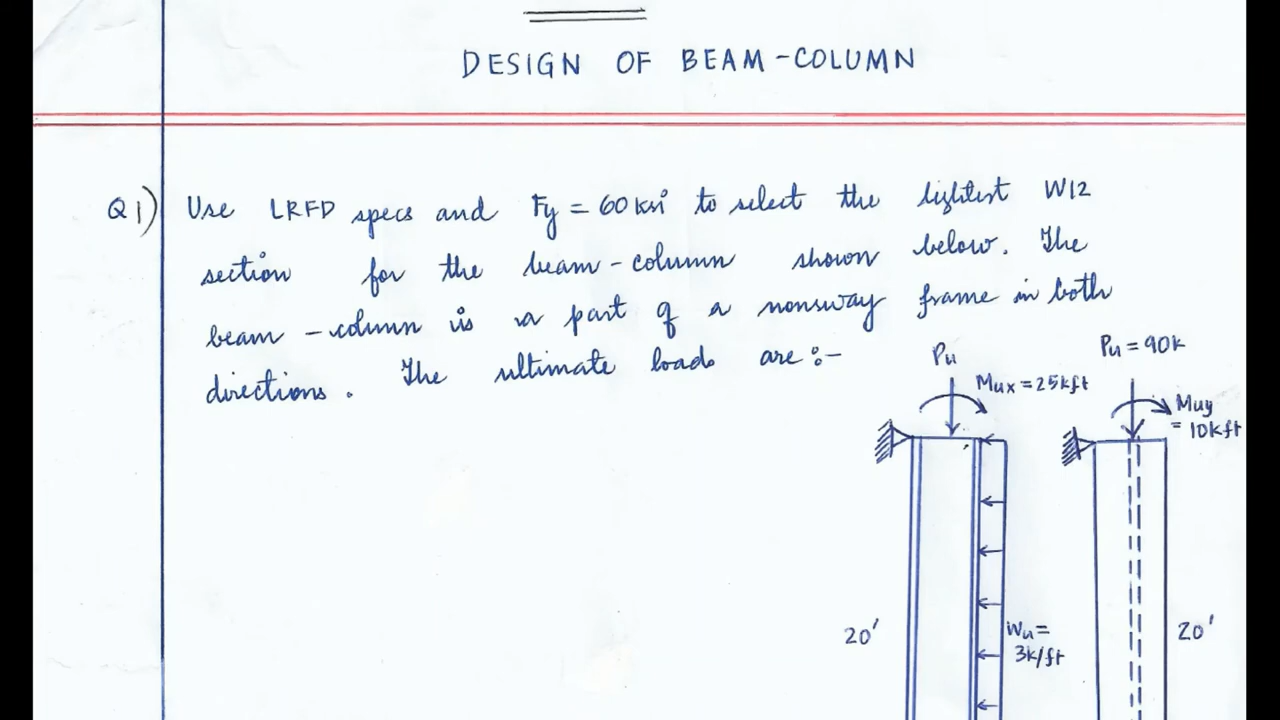 DESIGN OF BEAM-COLUMN
Q1) Use LRFD specs and Fy = 60 ksi to select the lightest W12
section for the beam-column shown below. The
beam-column is a part of a nonsway frame in both
directions. The ultimate loads are :-
Pu
Mux = 25kft
Pu = 90k
Muy
= 10kft
20'
Wu =
3k/ft
20'